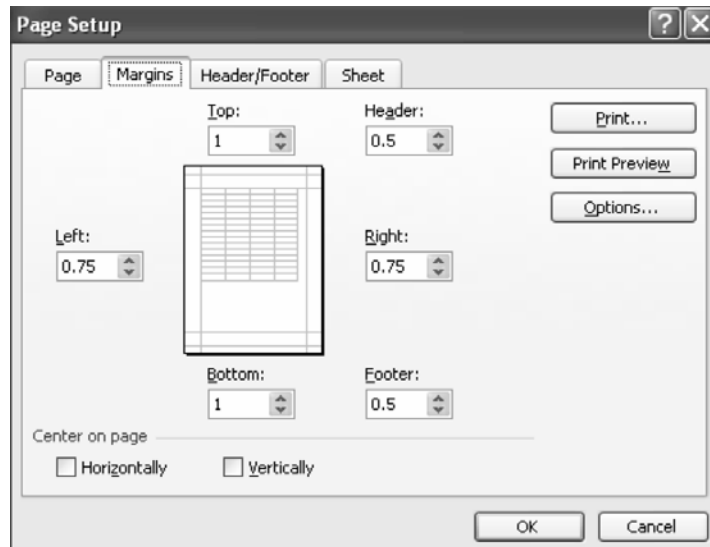 Page Setup
Page Margins Header/Footer Sheet
Top: Header:
1 0.5
Print...
Print Preview
Options...
Left: Right:
0.75 0.75
Bottom: Footer:
1 0.5
Center on page
Horizontally Vertically
OK Cancel